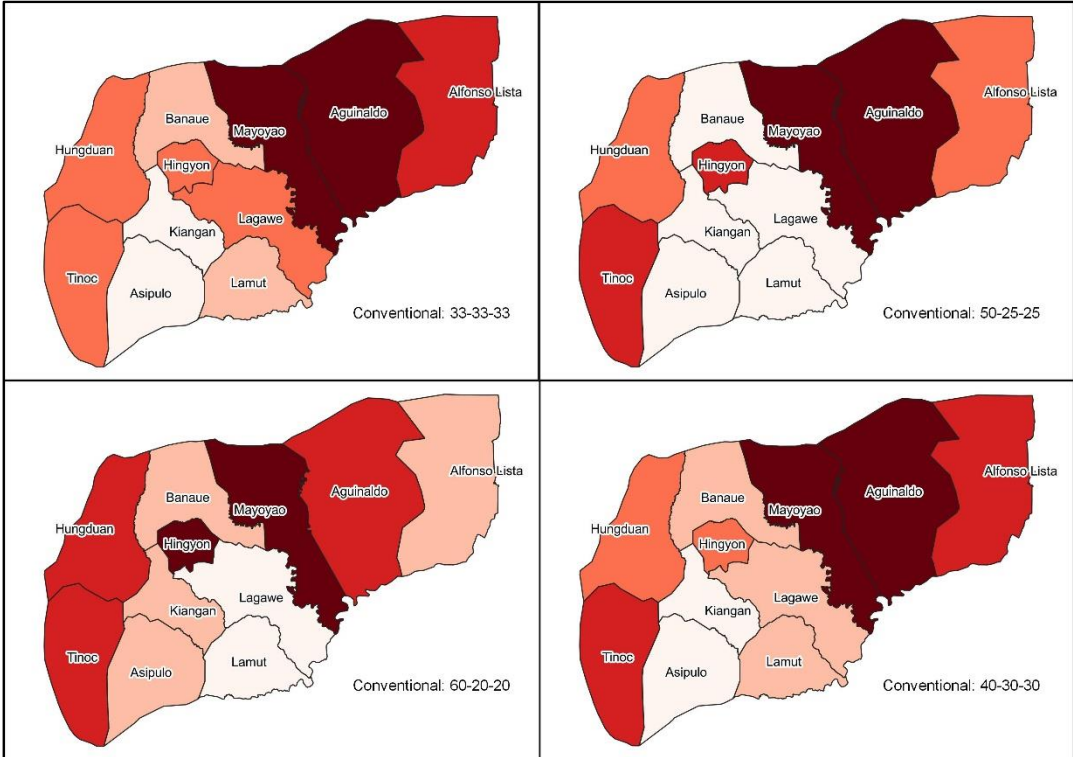 Banaue
Mayoyao
Aguinaldo
Alfonso Lista
Hungduan
Hingyon
Lagawe
Kiangan
Tinoc
Asipulo
Lamut
Conventional: 33-33-33
Banaue
Mayoyao
Aguinaldo
Alfonso Lista
Hungduan
Hingyon
Lagawe
Kiangan
Tinoc
Asipulo
Lamut
Conventional: 50-25-25
Banaue
Mayoyao
Aguinaldo
Alfonso Lista
Hungduan
Hingyon
Lagawe
Kiangan
Tinoc
Asipulo
Lamut
Conventional: 60-20-20
Banaue
Mayoyao
Aguinaldo
Alfonso Lista
Hungduan
Hingyon
Lagawe
Kiangan
Tinoc
Asipulo
Lamut
Conventional: 40-30-30